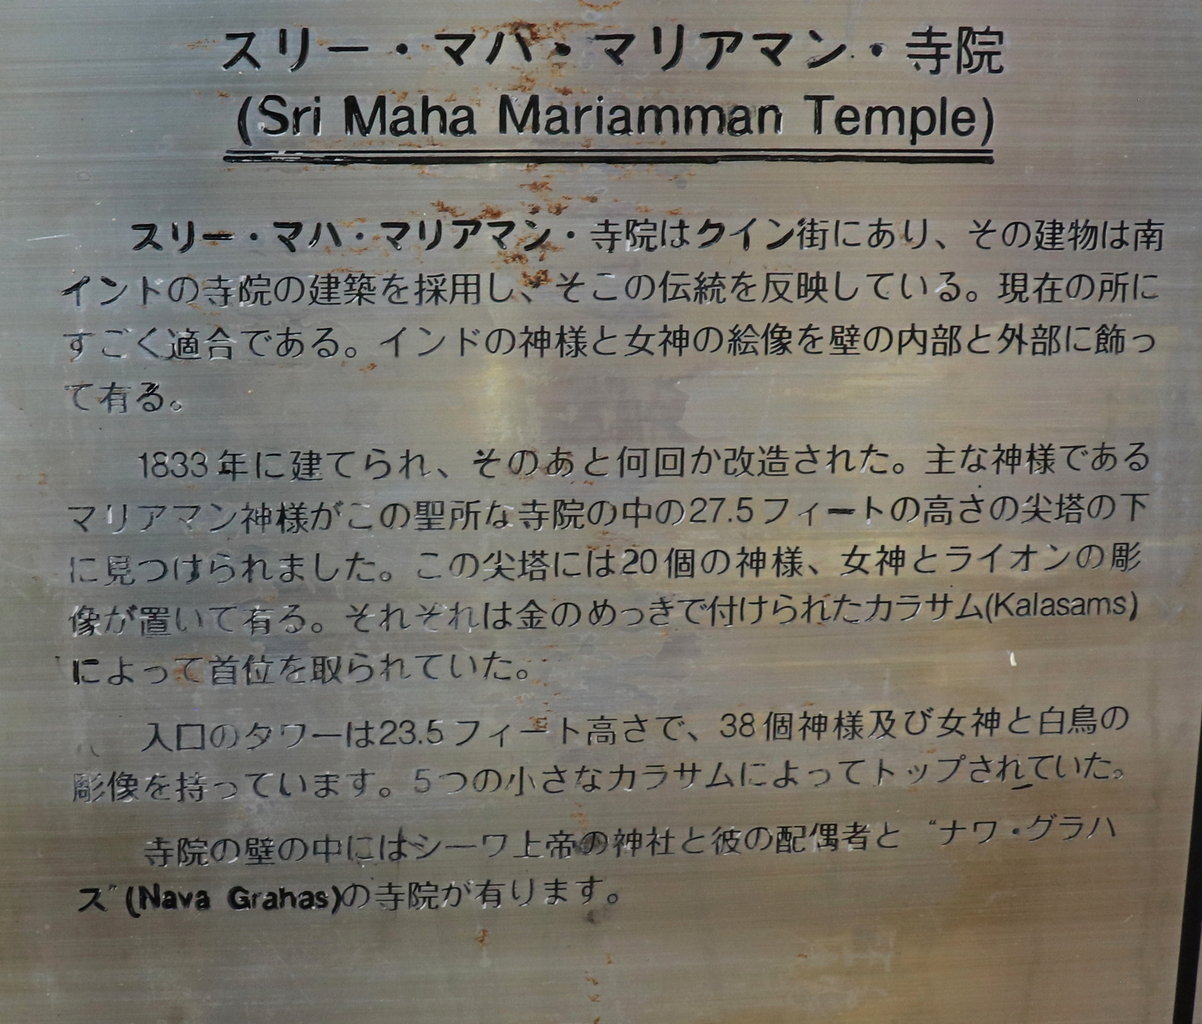 スリー・マハ・マリアマン・寺院
(Sri Maha Mariamman Temple)
スリー・マハ・マリアマン・寺院はクイン街にあり、その建物は南
インドの寺院の建築を採用し、そこの伝統を反映している。現在の所に
すごく適合である。インドの神様と女神の絵像を壁の内部と外部に飾っ
て有る。
1833年に建てられ、そのあと何回か改造された。主な神様である
マリアマン神様がこの聖所な寺院の中の27.5フィートの高さの尖塔の下
に見つけられました。この尖塔には20個の神様、女神とライオンの彫
像が置いて有る。それそれは金のめっきで付けられたカラサム(Kalasams)
によって首位を取られていた。
入口のタワーは23.5フィート高さで、38個神様及び女神と白鳥の
彫像を持っています。5つの小さなカラサムによってトップされていた。
寺院の壁の中にはシーワ上帝の神社と彼の配偶者と〝ナワ・グラハ
ズ〞(Nava Grahas)の寺院が有ります。